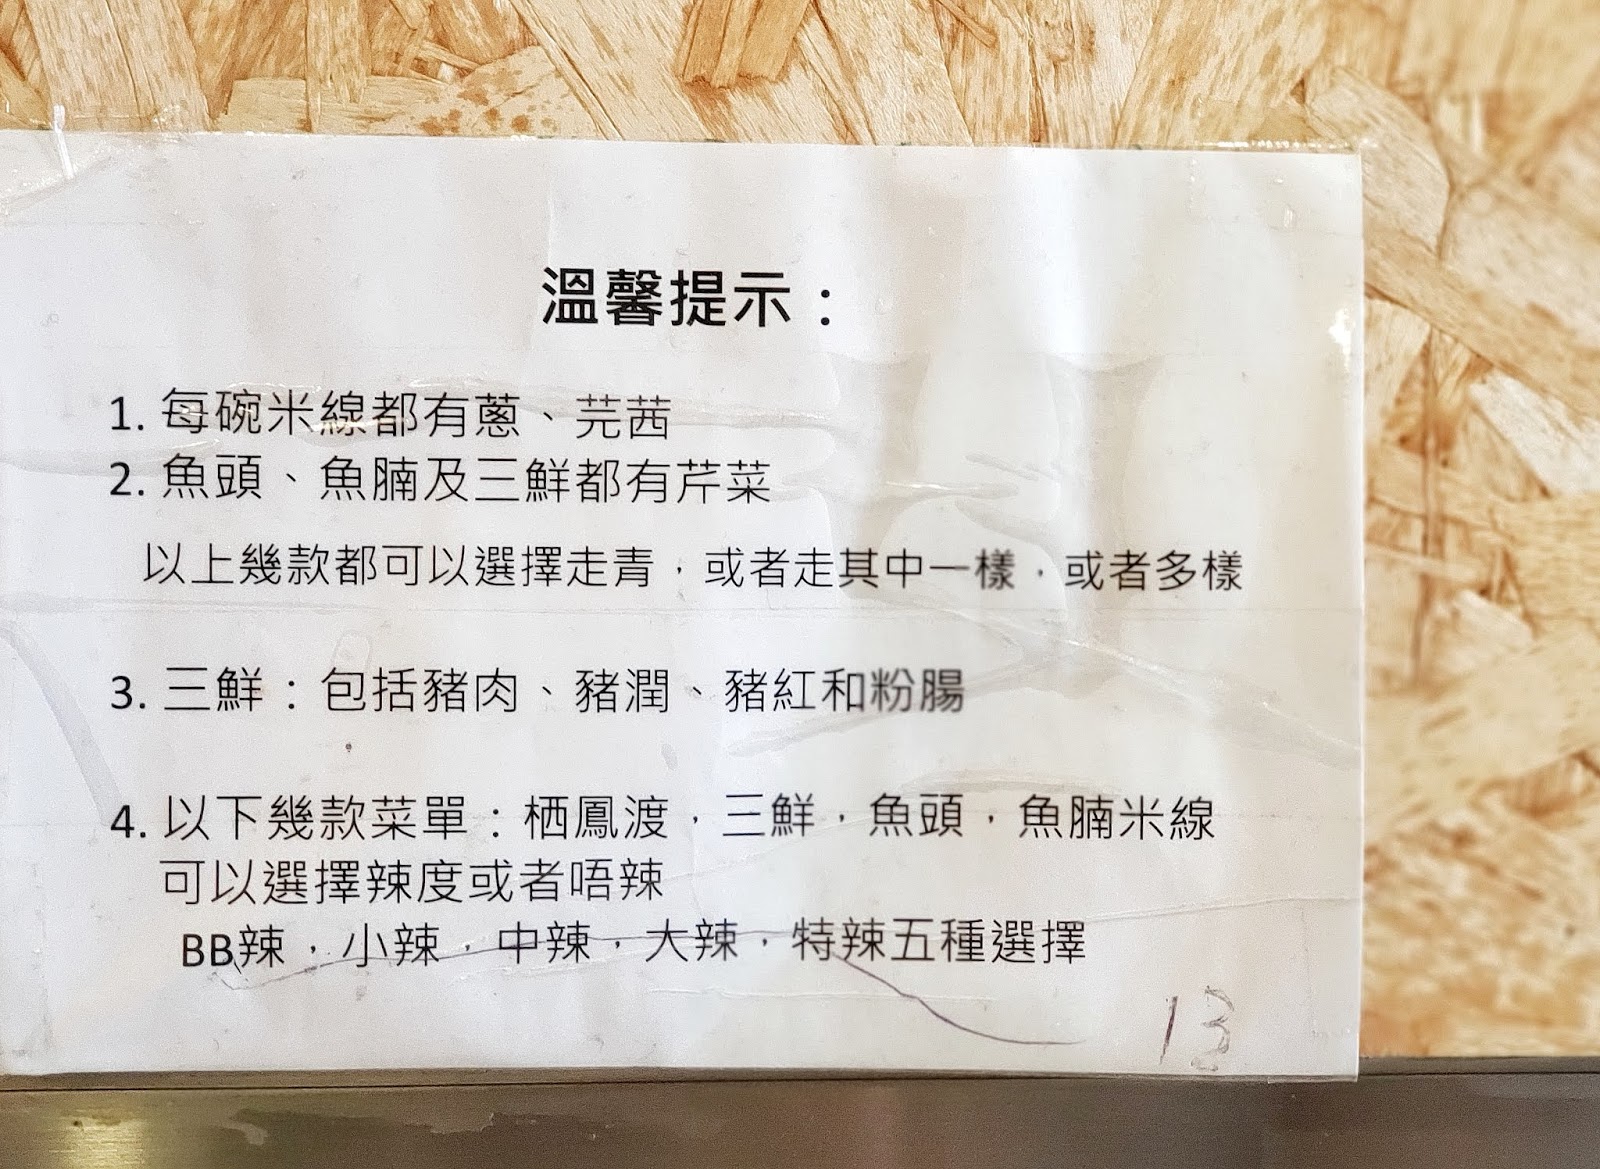 溫馨提示：
1. 每碗米線都有蔥、芫茜
2. 魚頭、魚腩及三鮮都有芹菜
以上幾款都可以選擇走青，或者走其中一樣，或者多樣
3. 三鮮：包括豬肉、豬潤、豬紅和粉腸
4. 以下幾款菜單：栖鳳渡，三鮮，魚頭，魚腩米線
可以選擇辣度或者唔辣
BB辣，小辣，中辣，大辣，特辣五種選擇
13